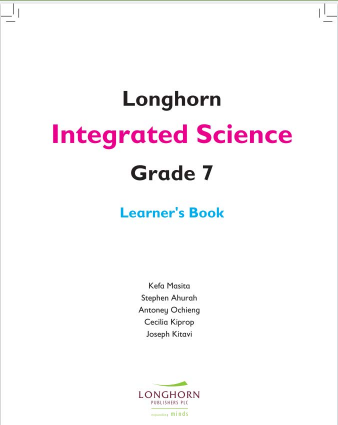 Longhorn
Integrated Science
Grade 7
Learner's Book
Kefa Masita
Stephen Ahurah
Antoney Ochieng
Cecilia Kiprop
Joseph Kitavi
LONGHORN
PUBLISHERS PLC
minds